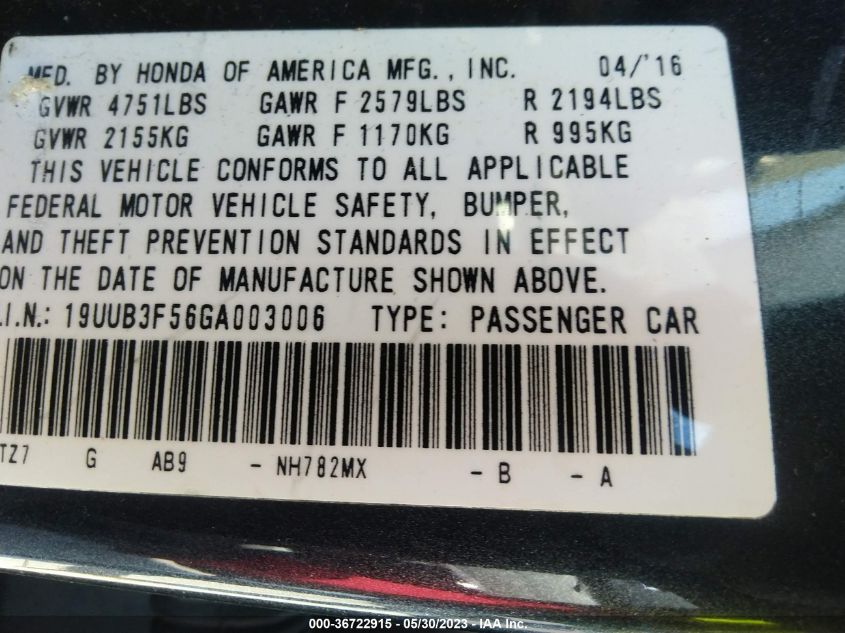 MFD. BY HONDA OF AMERICA MFG., INC. 04/'16
GVWR 4751LBS GAWR F 2579LBS R 2194LBS
GVWR 2155KG GAWR F 1170KG R 995KG
THIS VEHICLE CONFORMS TO ALL APPLICABLE
FEDERAL MOTOR VEHICLE SAFETY, BUMPER,
AND THEFT PREVENTION STANDARDS IN EFFECT
ON THE DATE OF MANUFACTURE SHOWN ABOVE.
.I.N.: 19UUB3F56GA003006 TYPE: PASSENGER CAR
TZ7 G AB9 - NH782MX - B - A
000-36722915 - 05/30/2023 - IAA Inc.